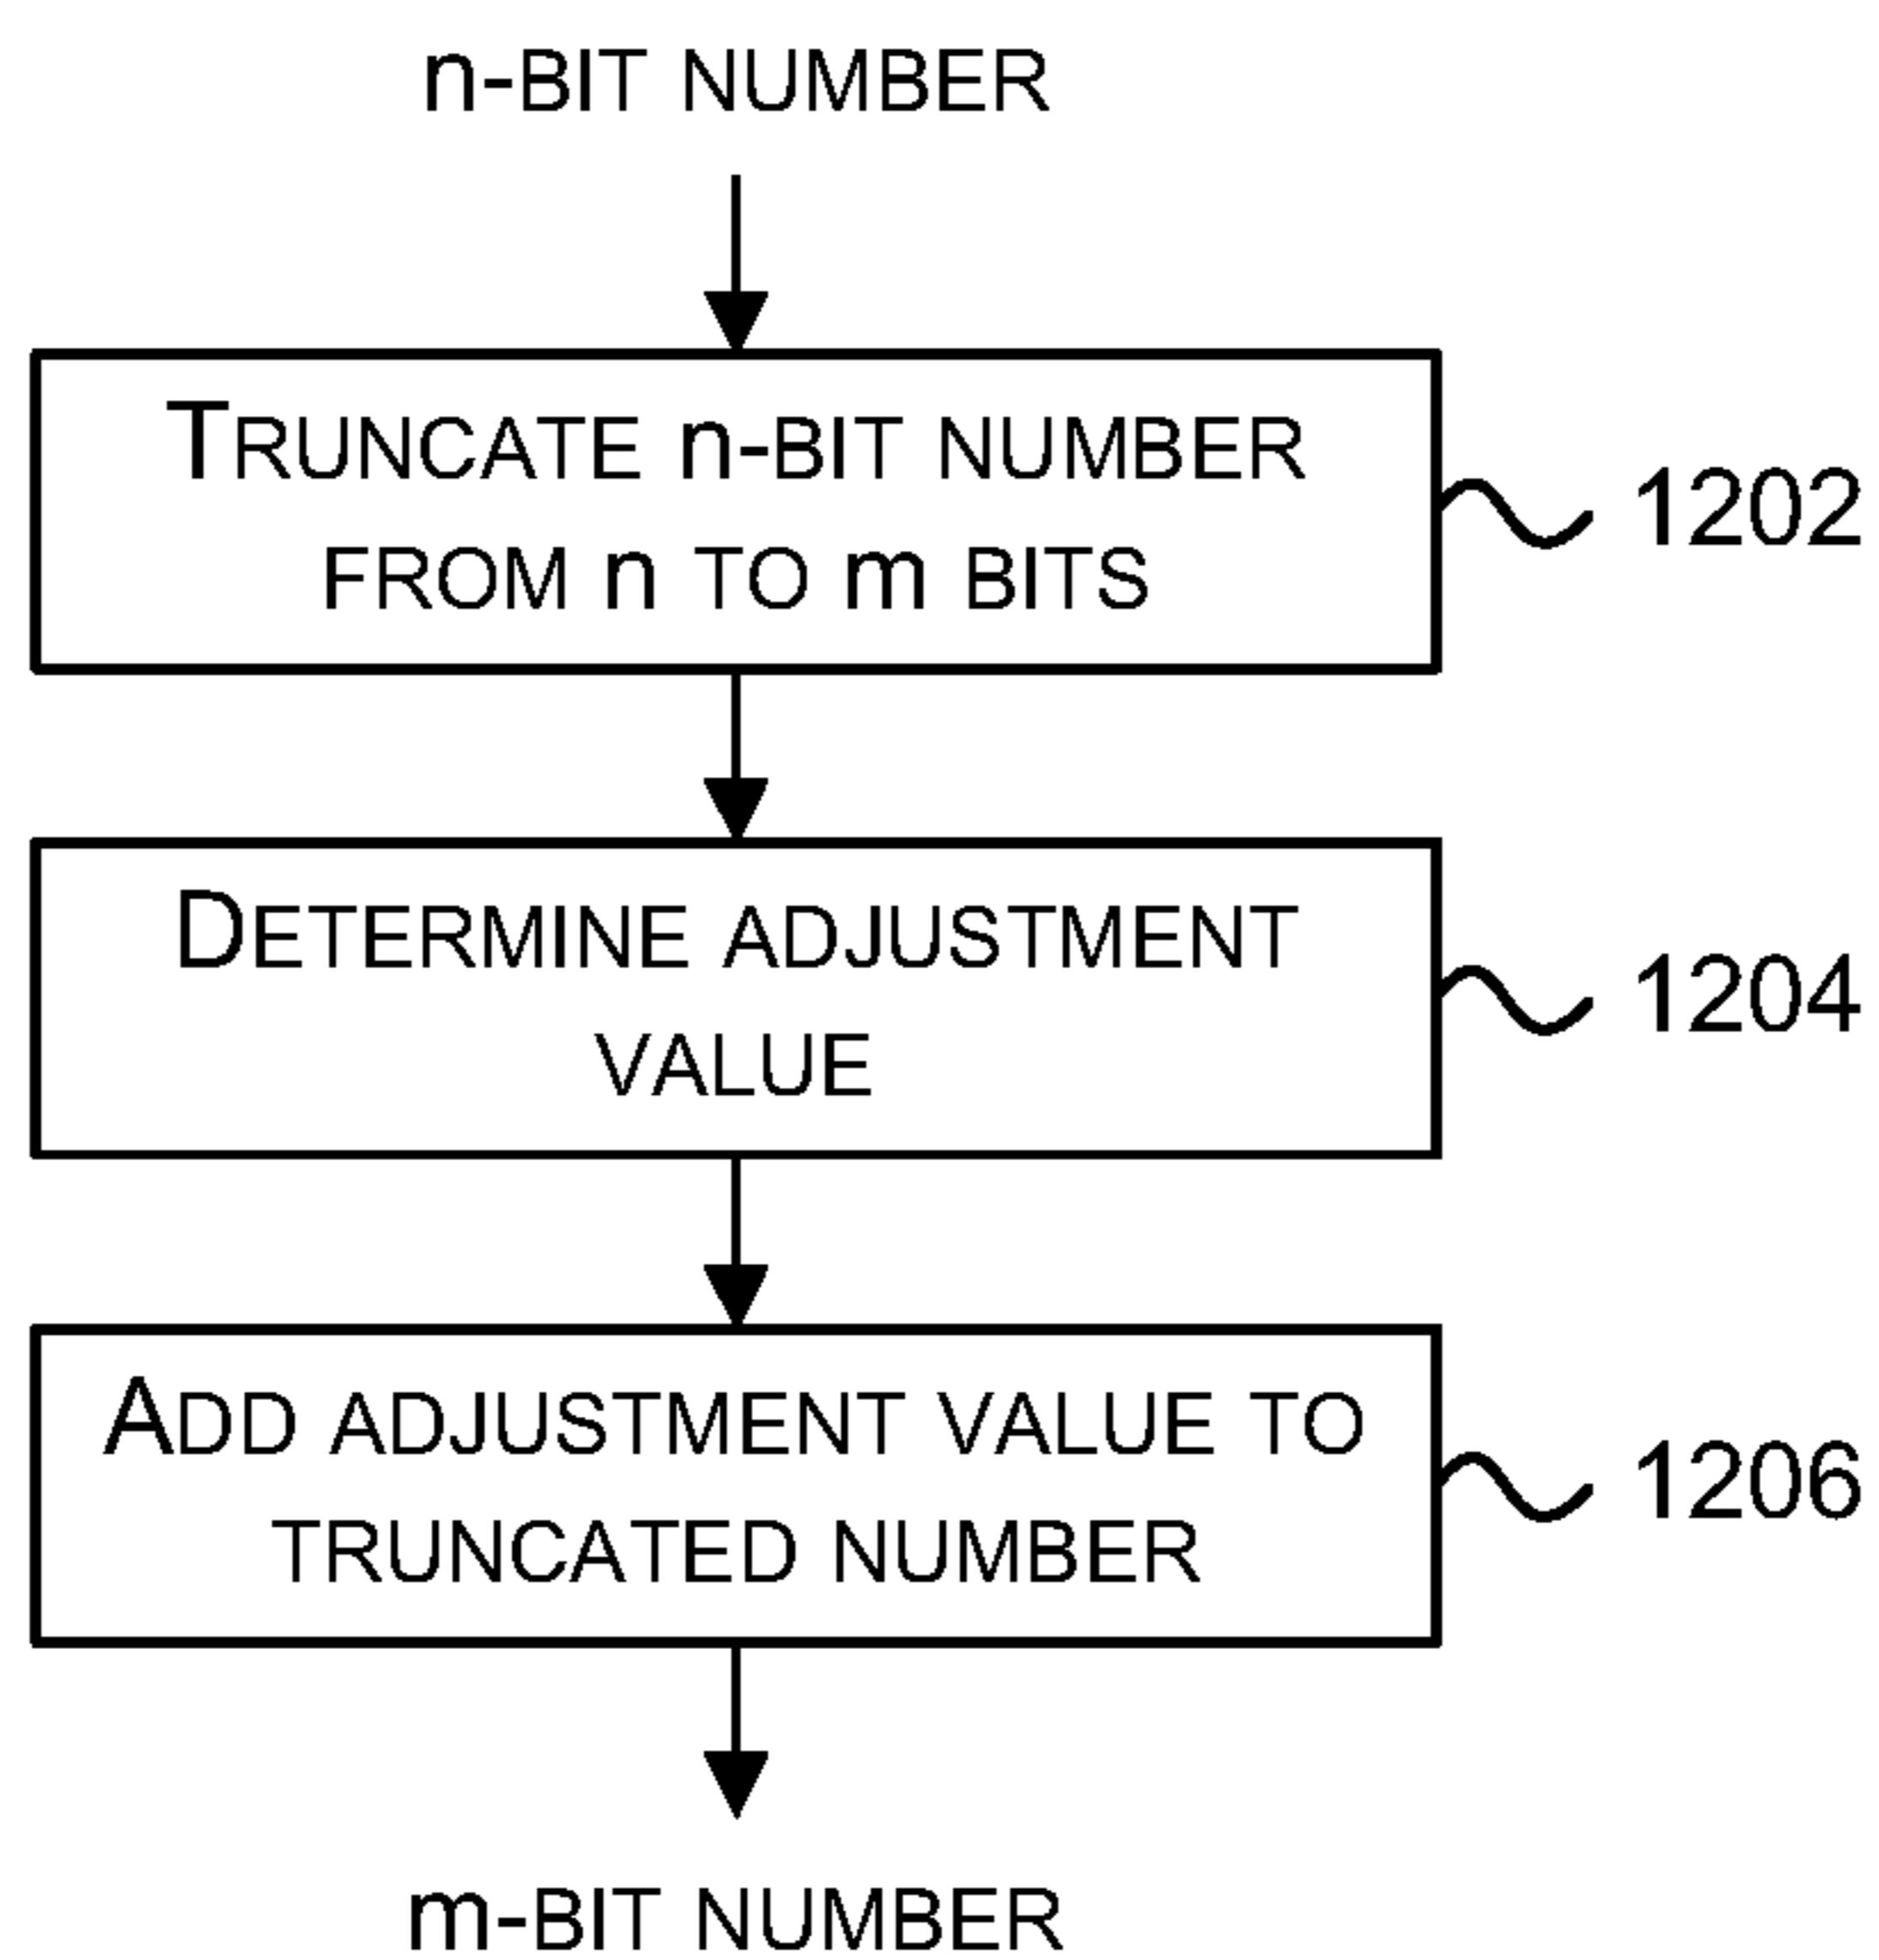 n-BIT NUMBER
TRUNCATE n-BIT NUMBER
FROM n TO m BITS
1202
DETERMINE ADJUSTMENT
VALUE
1204
ADD ADJUSTMENT VALUE TO
TRUNCATED NUMBER
1206
m-BIT NUMBER